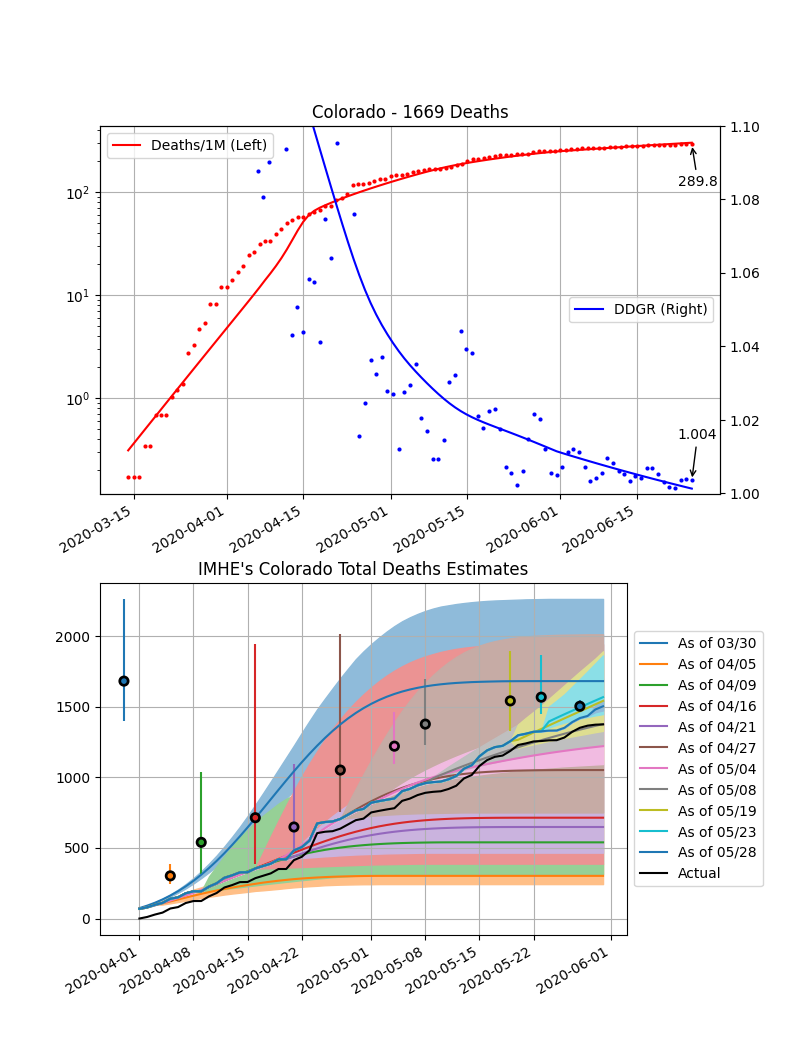 Colorado - 1669 Deaths
Deaths/1M (Left)
DDGR (Right)
289.8
1.004
10²
10¹
10⁰
1.10
1.08
1.06
1.04
1.02
1.00
2020-03-15
2020-04-01
2020-04-15
2020-05-01
2020-05-15
2020-06-01
2020-06-15
IMHE's Colorado Total Deaths Estimates
2000
1500
1000
500
0
2020-04-01
2020-04-08
2020-04-15
2020-04-22
2020-05-01
2020-05-08
2020-05-15
2020-05-22
2020-06-01
As of 03/30
As of 04/05
As of 04/09
As of 04/16
As of 04/21
As of 04/27
As of 05/04
As of 05/08
As of 05/19
As of 05/23
As of 05/28
Actual